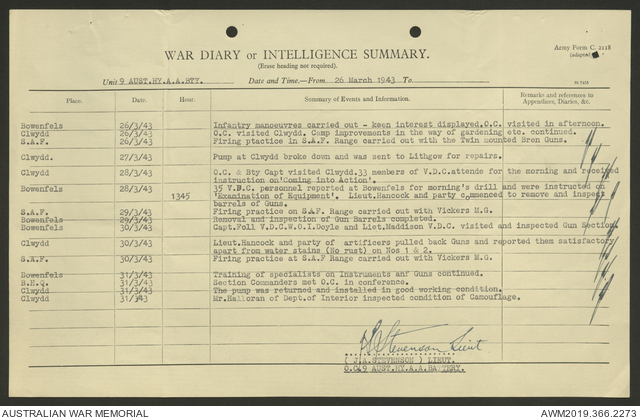 WAR DIARY or INTELLIGENCE SUMMARY.
(Erase heading not required).
Army Form C. 2118
(adapted)
Unit 9 AUST.HY.A.A.BTY. Date and Time.—From 26 March 1943 To
Place. Date. Hour. Summary of Events and Information. Remarks and references to
Appendices, Diaries, &c.
Bowenfels 26/3/43 Infantry manoeuvres carried out - keen interest displayed.O.C. visited in afternoon.
Clwydd 26/3/43 O.C. visited Clwydd. Camp improvements in the way of gardening etc. continued.
S.A.F. 26/3/43 Firing practice in S.A.F Range carried out with the Twin mounted Bren Guns.
Clwydd. 27/3/43 Pump at Clwydd broke down and was sent to Lithgow for repairs.
Clwydd 28/3/43 O.C. & Bty Capt visited Clwydd.33 members of V.D.C.attende for the morning and received
instruction on'Coming into Action'.
Bowenfels 28/3/43 35 V.D.C. personnel reported at Bowenfels for morning's drill and were instructed on
1345 'Examination of Equipment'. Lieut.Hancock and party commenced to remove and inspect
barrels of Guns.
S.A.F. 29/3/43 Firing practice on S.A.F Range carried out with Vickers M.G.
Bowenfels 29/3/43 Removal and inspection of Gun Barrels completed.
Bowenfels 30/3/43 Capt.Foll V.D.C.W.O.I.Doyle and Liet.Maddison V.D.C. visited and inspected Gun Section.
Clwydd 30/3/43 Lieut.Hancock and party of artificers pulled back Guns and reported them satisfactory
apart from water stains (No rust) on Nos 1 & 2.
S.A.F. 30/3/43 Firing practice at S.A.F Range carried out with Vickers M.G.
Bowenfels 31/3/43 Training of specialists on Instruments anf Guns continued.
B.H.Q. 31/3/43 Section Commanders met O.C. in conference.
Clwydd 31/3/43 The pump was returned and installed in good working condition.
Clwydd 31/3/43 Mr.Halloran of Dept.of Interior inspected condition of Camouflage.
Stevenson Lieut
( J.A.STEVENSON ) LIEUT.
O.C.9 AUST.HY.A.A.BATTERY.
AUSTRALIAN WAR MEMORIAL AWM2019.366.2273